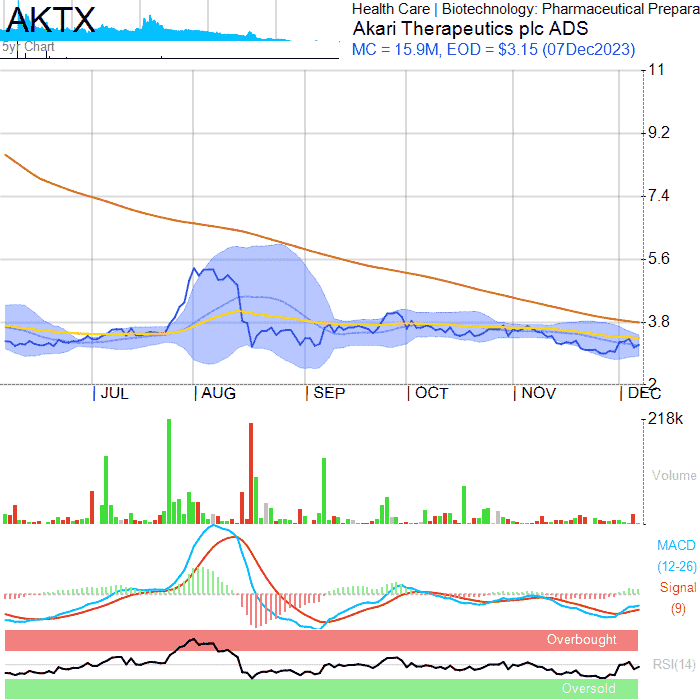 AKTX
5yr Chart
Health Care | Biotechnology: Pharmaceutical Prepara
Akari Therapeutics plc ADS
MC = 15.9M, EOD = $3.15 (07Dec2023)
11
9.2
7.4
5.6
3.8
2
JUL AUG SEP OCT NOV DEC
218k
Volume
MACD
(12-26)
Signal
(9)
Overbought
RSI(14)
Oversold